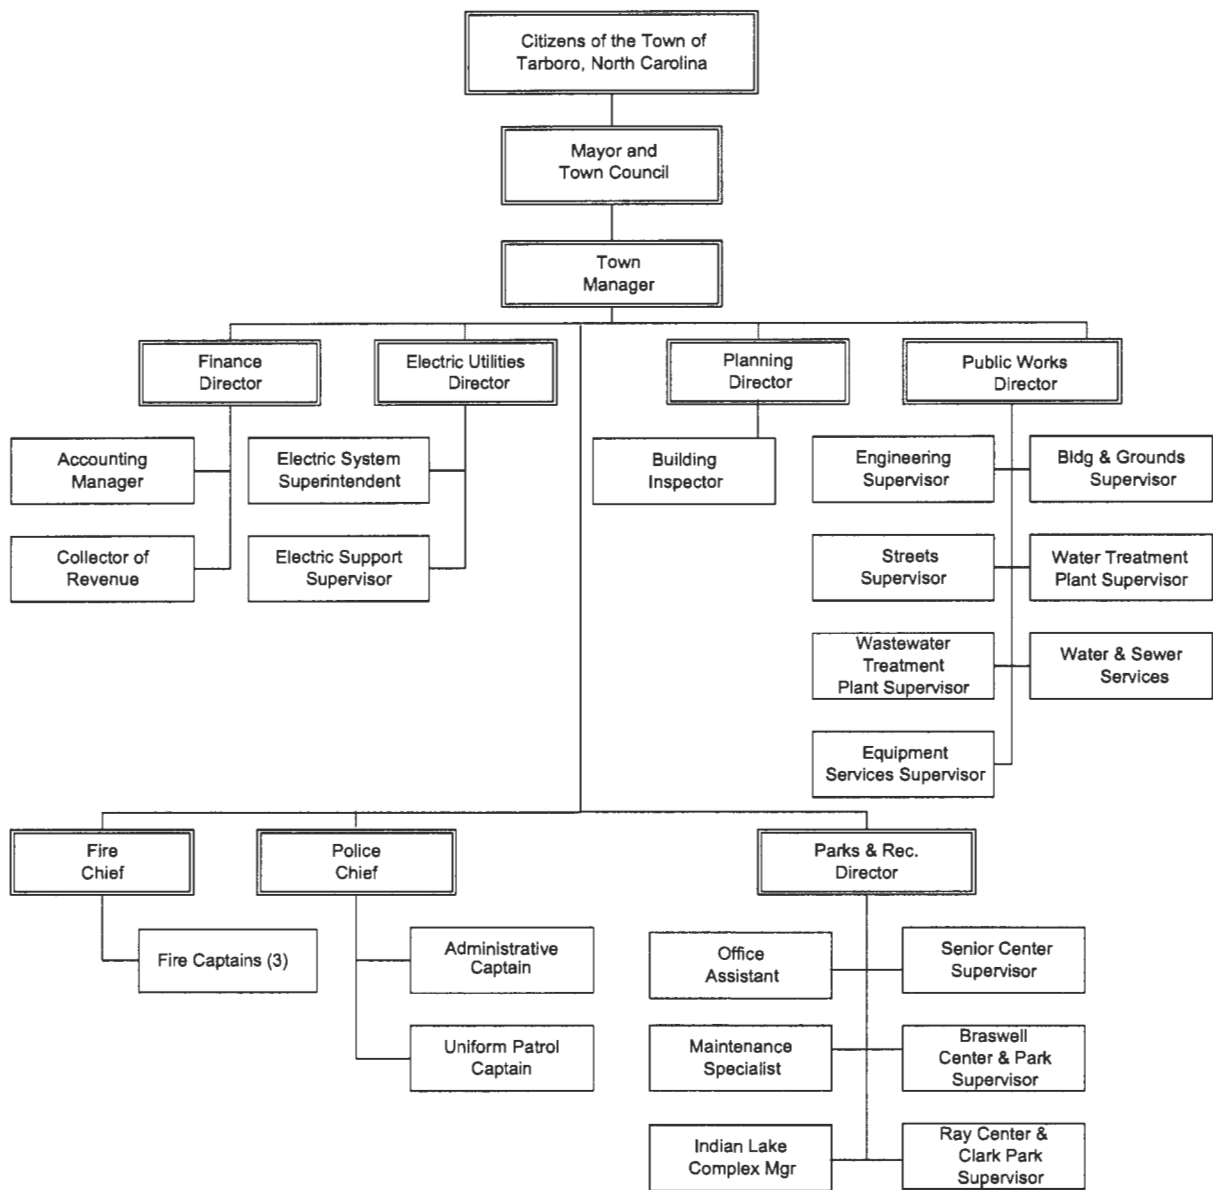 Citizens of the Town of
Tarboro, North Carolina
Mayor and
Town Council
Town
Manager
Finance
Director
Electric Utilities
Director
Planning
Director
Public Works
Director
Accounting
Manager
Electric System
Superintendent
Building
Inspector
Engineering
Supervisor
Bldg & Grounds
Supervisor
Collector of
Revenue
Electric Support
Supervisor
Streets
Supervisor
Water Treatment
Plant Supervisor
Wastewater
Treatment
Plant Supervisor
Water & Sewer
Services
Equipment
Services Supervisor
Fire
Chief
Police
Chief
Parks & Rec.
Director
Fire Captains (3)
Administrative
Captain
Office
Assistant
Senior Center
Supervisor
Uniform Patrol
Captain
Maintenance
Specialist
Braswell
Center & Park
Supervisor
Indian Lake
Complex Mgr
Ray Center &
Clark Park
Supervisor